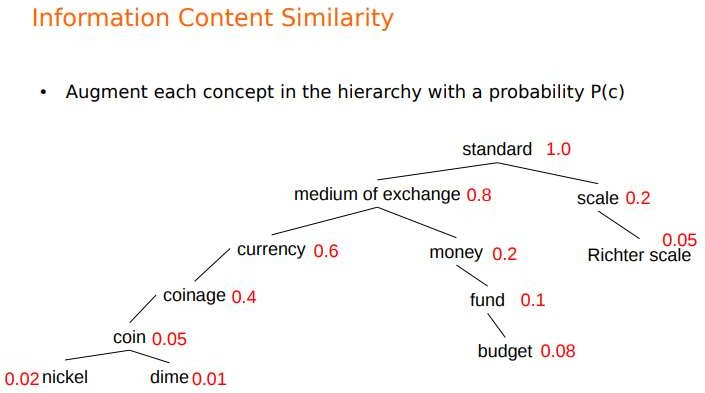 Information Content Similarity
• Augment each concept in the hierarchy with a probability P(c)
standard 1.0
medium of exchange 0.8
scale 0.2
currency 0.6
money 0.2
0.05
Richter scale
coinage 0.4
fund 0.1
coin 0.05
budget 0.08
0.02 nickel
dime 0.01